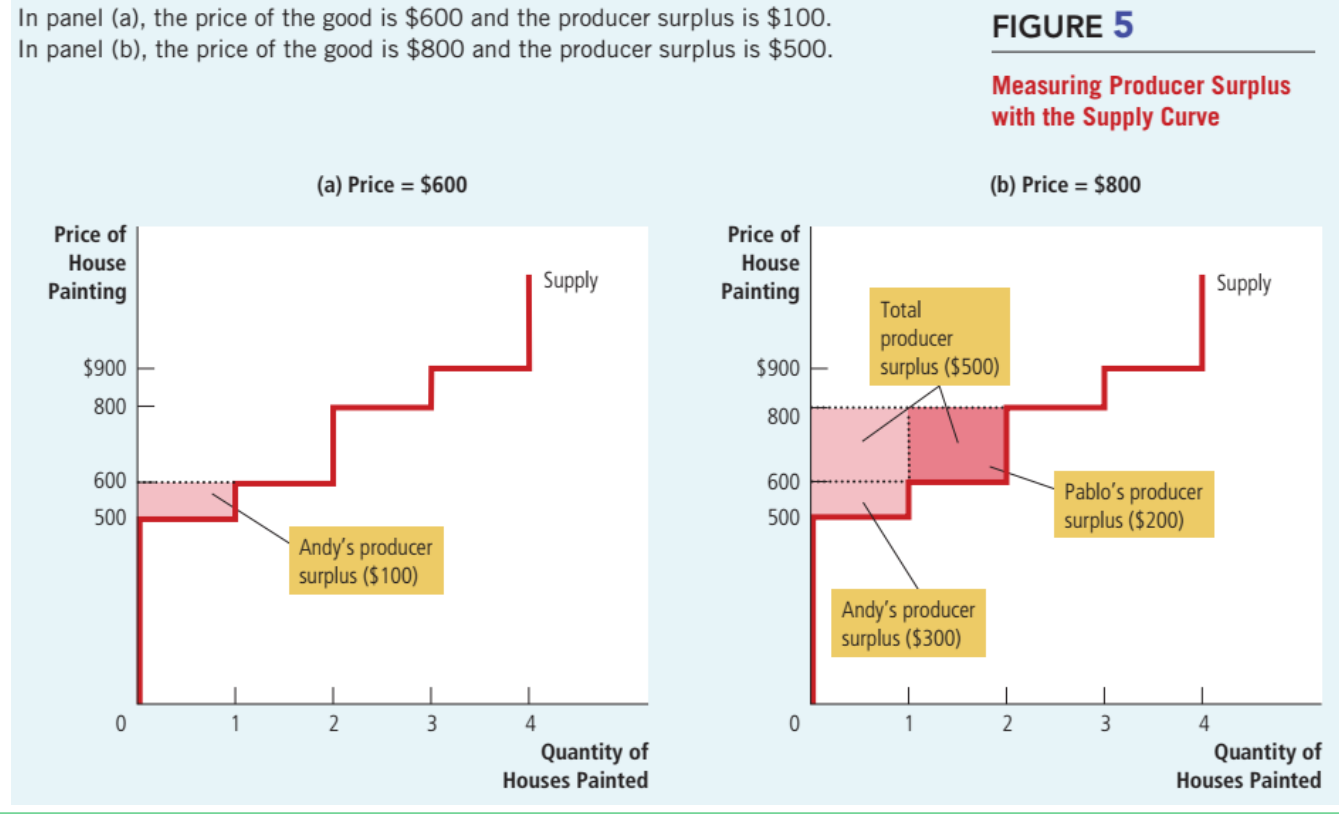 In panel (a), the price of the good is $600 and the producer surplus is $100.
In panel (b), the price of the good is $800 and the producer surplus is $500.
FIGURE 5
Measuring Producer Surplus
with the Supply Curve
(a) Price = $600
Price of
House
Painting
Supply
$900
800
600
500
Andy's producer
surplus ($100)
0 1 2 3 4
Quantity of
Houses Painted
(b) Price = $800
Price of
House
Painting
Supply
Total
producer
surplus ($500)
$900
800
600
500
Pablo's producer
surplus ($200)
Andy's producer
surplus ($300)
0 1 2 3 4
Quantity of
Houses Painted